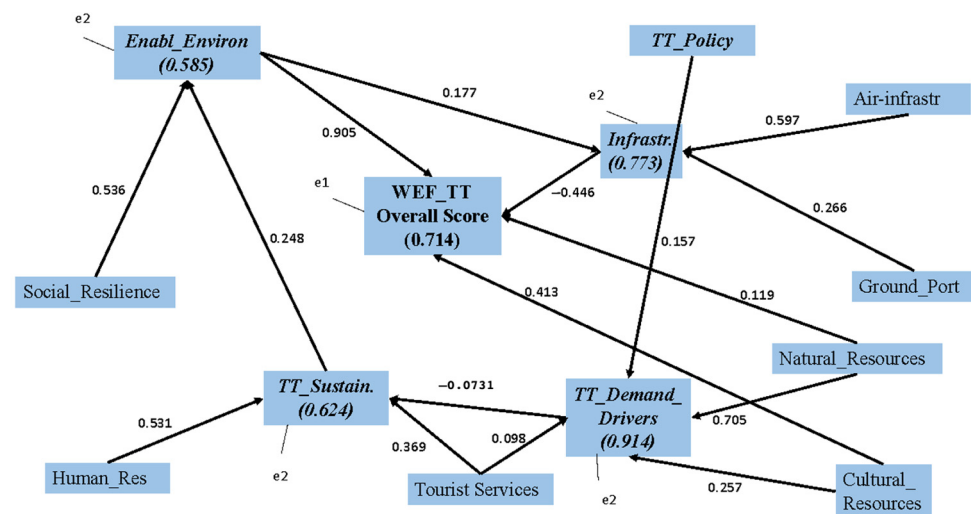 e2
Enabl_Environ
(0.585)
TT_Policy
0.177
e2
Air-infrastr
0.905
0.597
Infrastr.
(0.773)
e1
WEF_TT
Overall Score
(0.714)
−0.446
0.536
0.266
0.248
0.157
Social_Resilience
0.413
0.119
Ground_Port
Natural_Resources
TT_Sustain.
(0.624)
−0.0731
TT_Demand_
Drivers
(0.914)
0.531
0.369
0.098
0.705
e2
Human_Res
Tourist Services
e2
0.257
Cultural_
Resources